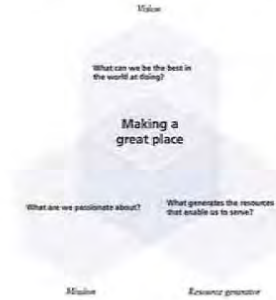 Vision
What can we be the best in
the world at doing?
Making a
great place
What are we passionate about?
What generates the resources
that enable us to serve?
Mission
Resource generator